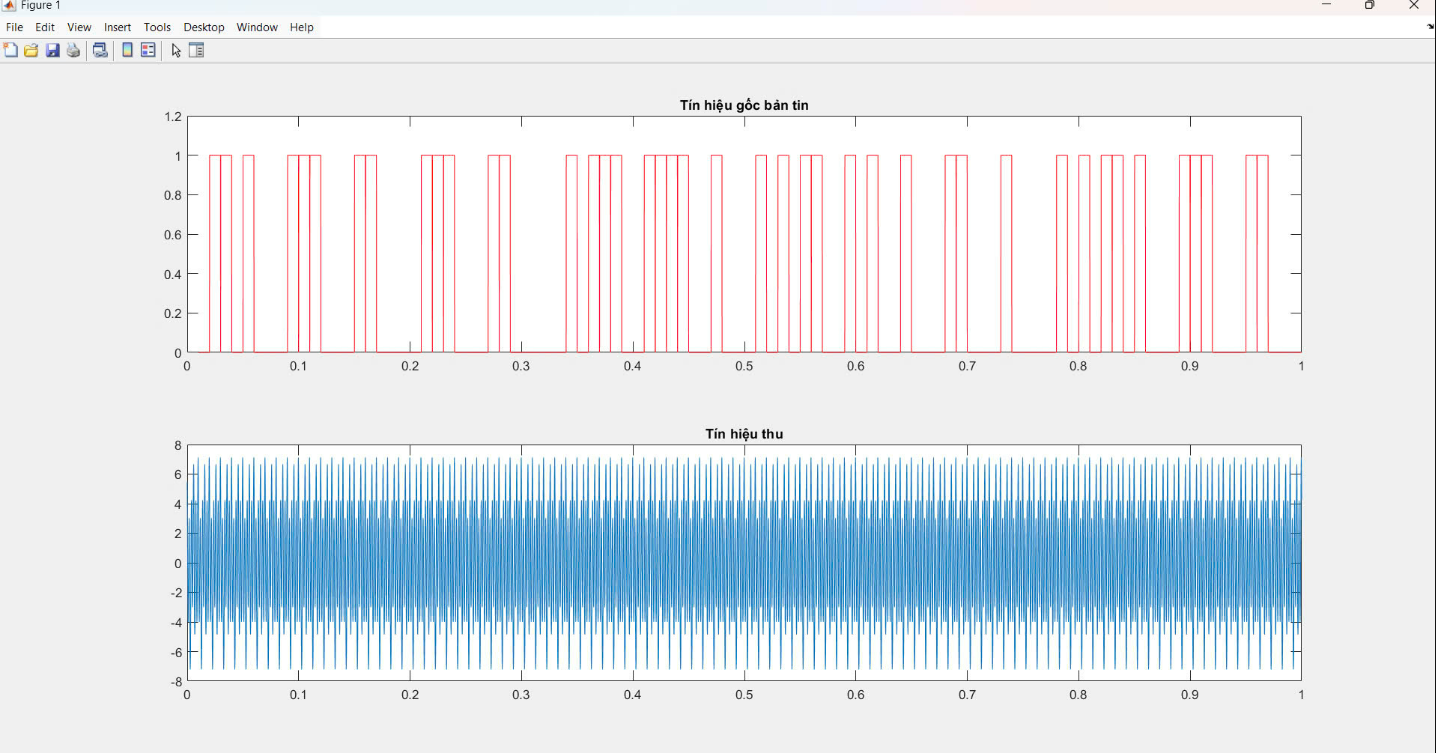 Figure 1
File Edit View Insert Tools Desktop Window Help
Tín hiệu gốc bản tin
1.2
1
0.8
0.6
0.4
0.2
0
0 0.1 0.2 0.3 0.4 0.5 0.6 0.7 0.8 0.9 1
Tín hiệu thu
8
6
4
2
0
-2
-4
-6
-8
0 0.1 0.2 0.3 0.4 0.5 0.6 0.7 0.8 0.9 1